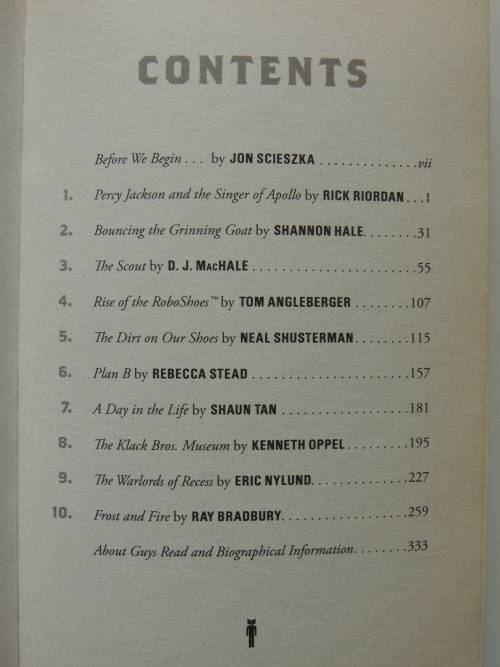 CONTENTS
Before We Begin . . . by JON SCIESZKA . . . . . . . . . . . . . .vii
1. Percy Jackson and the Singer of Apollo by RICK RIORDAN . . .1
2. Bouncing the Grinning Goat by SHANNON HALE. . . . . . . .31
3. The Scout by D. J. MACHALE . . . . . . . . . . . . . . . . . . . . . .55
4. Rise of the RoboShoes™ by TOM ANGLEBERGER . . . . . . . .107
5. The Dirt on Our Shoes by NEAL SHUSTERMAN. . . . . . . .115
6. Plan B by REBECCA STEAD . . . . . . . . . . . . . . . . . . . . .157
7. A Day in the Life by SHAUN TAN . . . . . . . . . . . . . . . . .181
8. The Klack Bros. Museum by KENNETH OPPEL. . . . . . . . .195
9. The Warlords of Recess by ERIC NYLUND. . . . . . . . . . . . .227
10. Frost and Fire by RAY BRADBURY. . . . . . . . . . . . . . . . . .259
About Guys Read and Biographical Information. . . . . . . .333